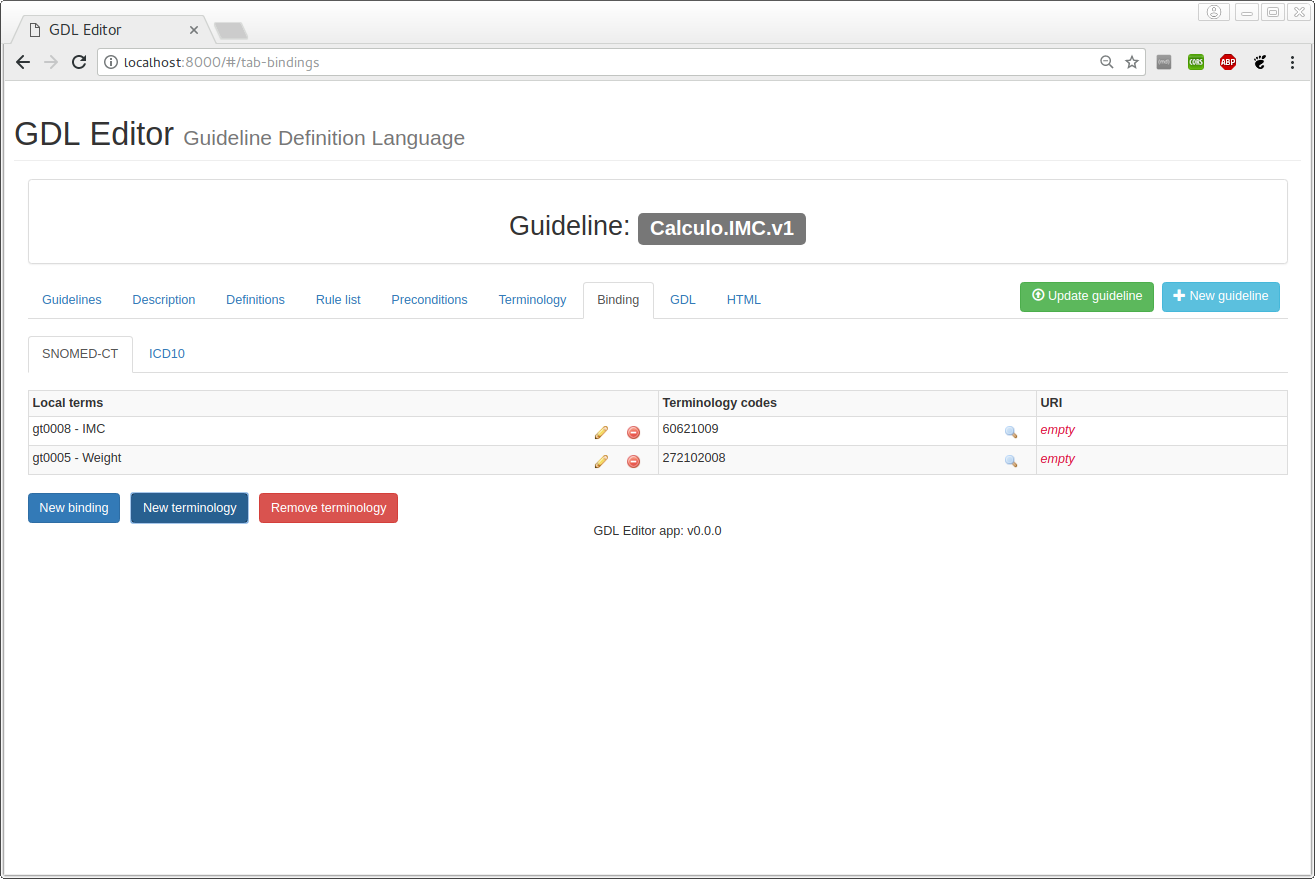 GDL Editor
localhost:8000/#/tab-bindings
CORS
ABP
GDL Editor Guideline Definition Language
Guideline: Calculo.IMC.v1
Guidelines Description Definitions Rule list Preconditions Terminology Binding GDL HTML Update guideline New guideline
SNOMED-CT ICD10
Local terms Terminology codes URI
gt0008 - IMC 60621009 empty
gt0005 - Weight 272102008 empty
New binding New terminology Remove terminology
GDL Editor app: v0.0.0